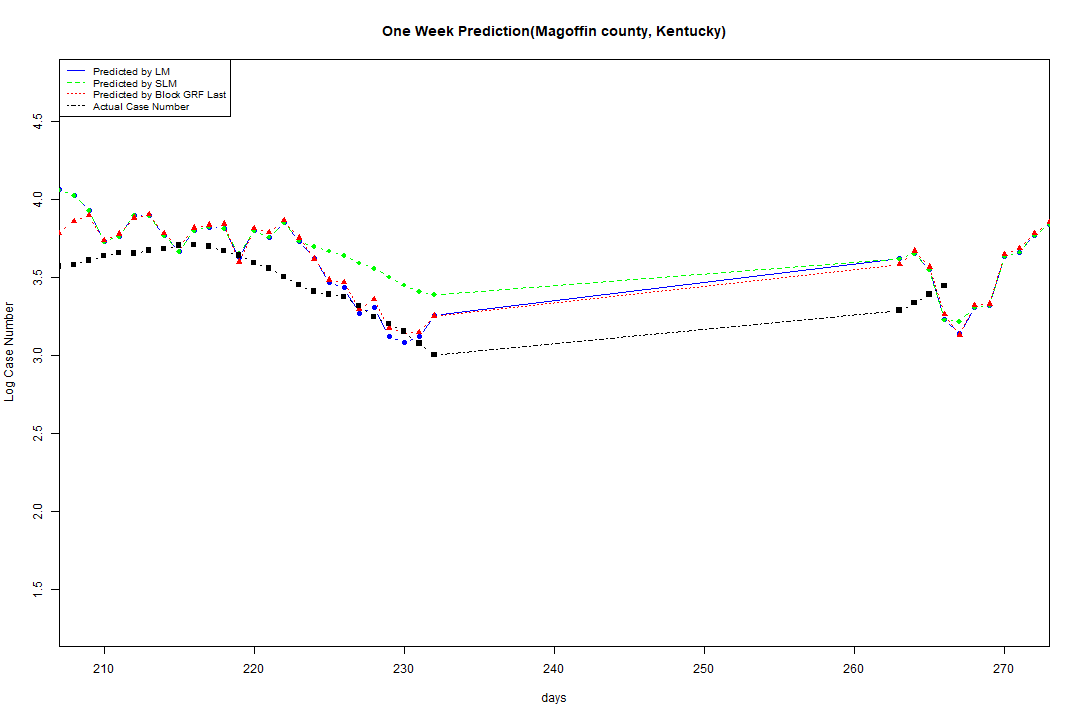 One Week Prediction(Magoffin county, Kentucky)
Predicted by LM
Predicted by SLM
Predicted by Block GRF Last
Actual Case Number
Log Case Number
4.5
4.0
3.5
3.0
2.5
2.0
1.5
210 220 230 240 250 260 270
days